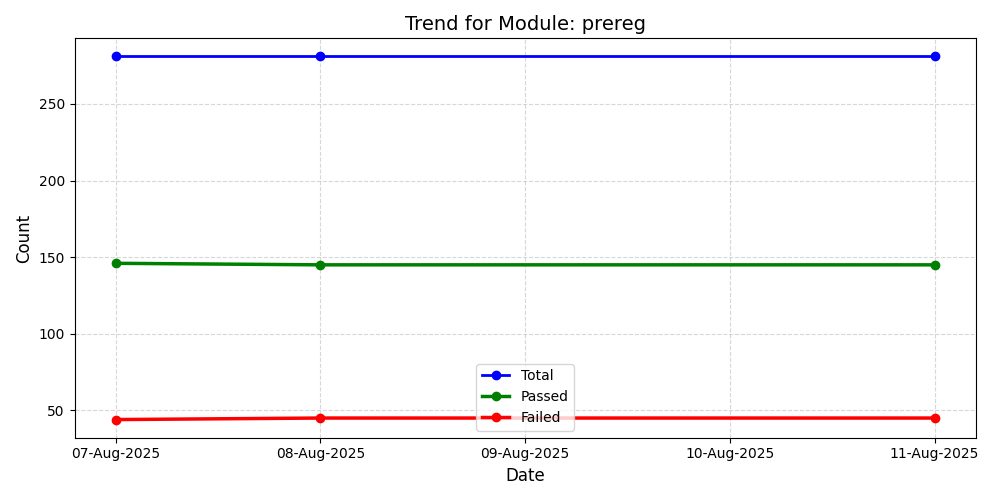 Trend for Module: prereg
Count
250
200
150
100
50
Total
Passed
Failed
07-Aug-2025 08-Aug-2025 09-Aug-2025 10-Aug-2025 11-Aug-2025
Date